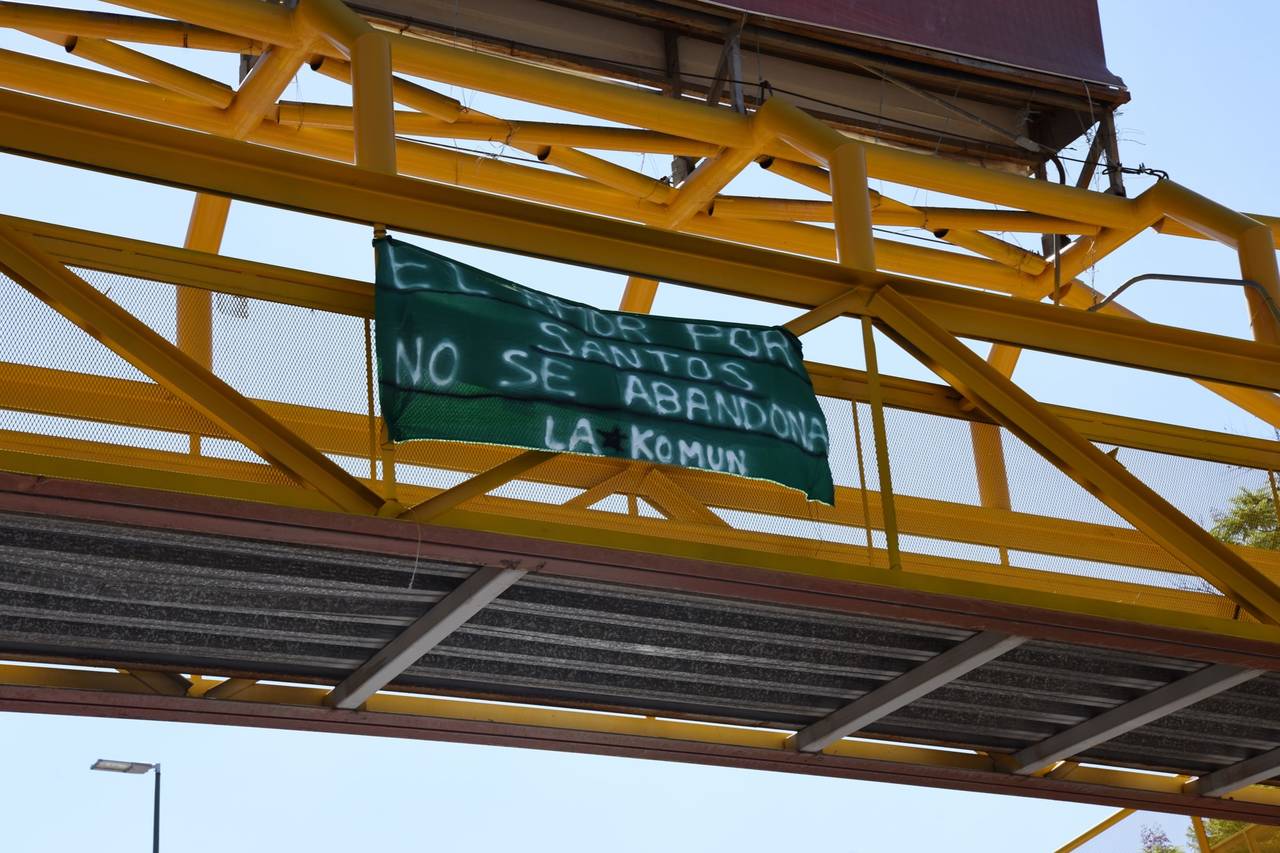 EL AMOR POR
SANTOS
NO SE ABANDONA
LA★KOMUN